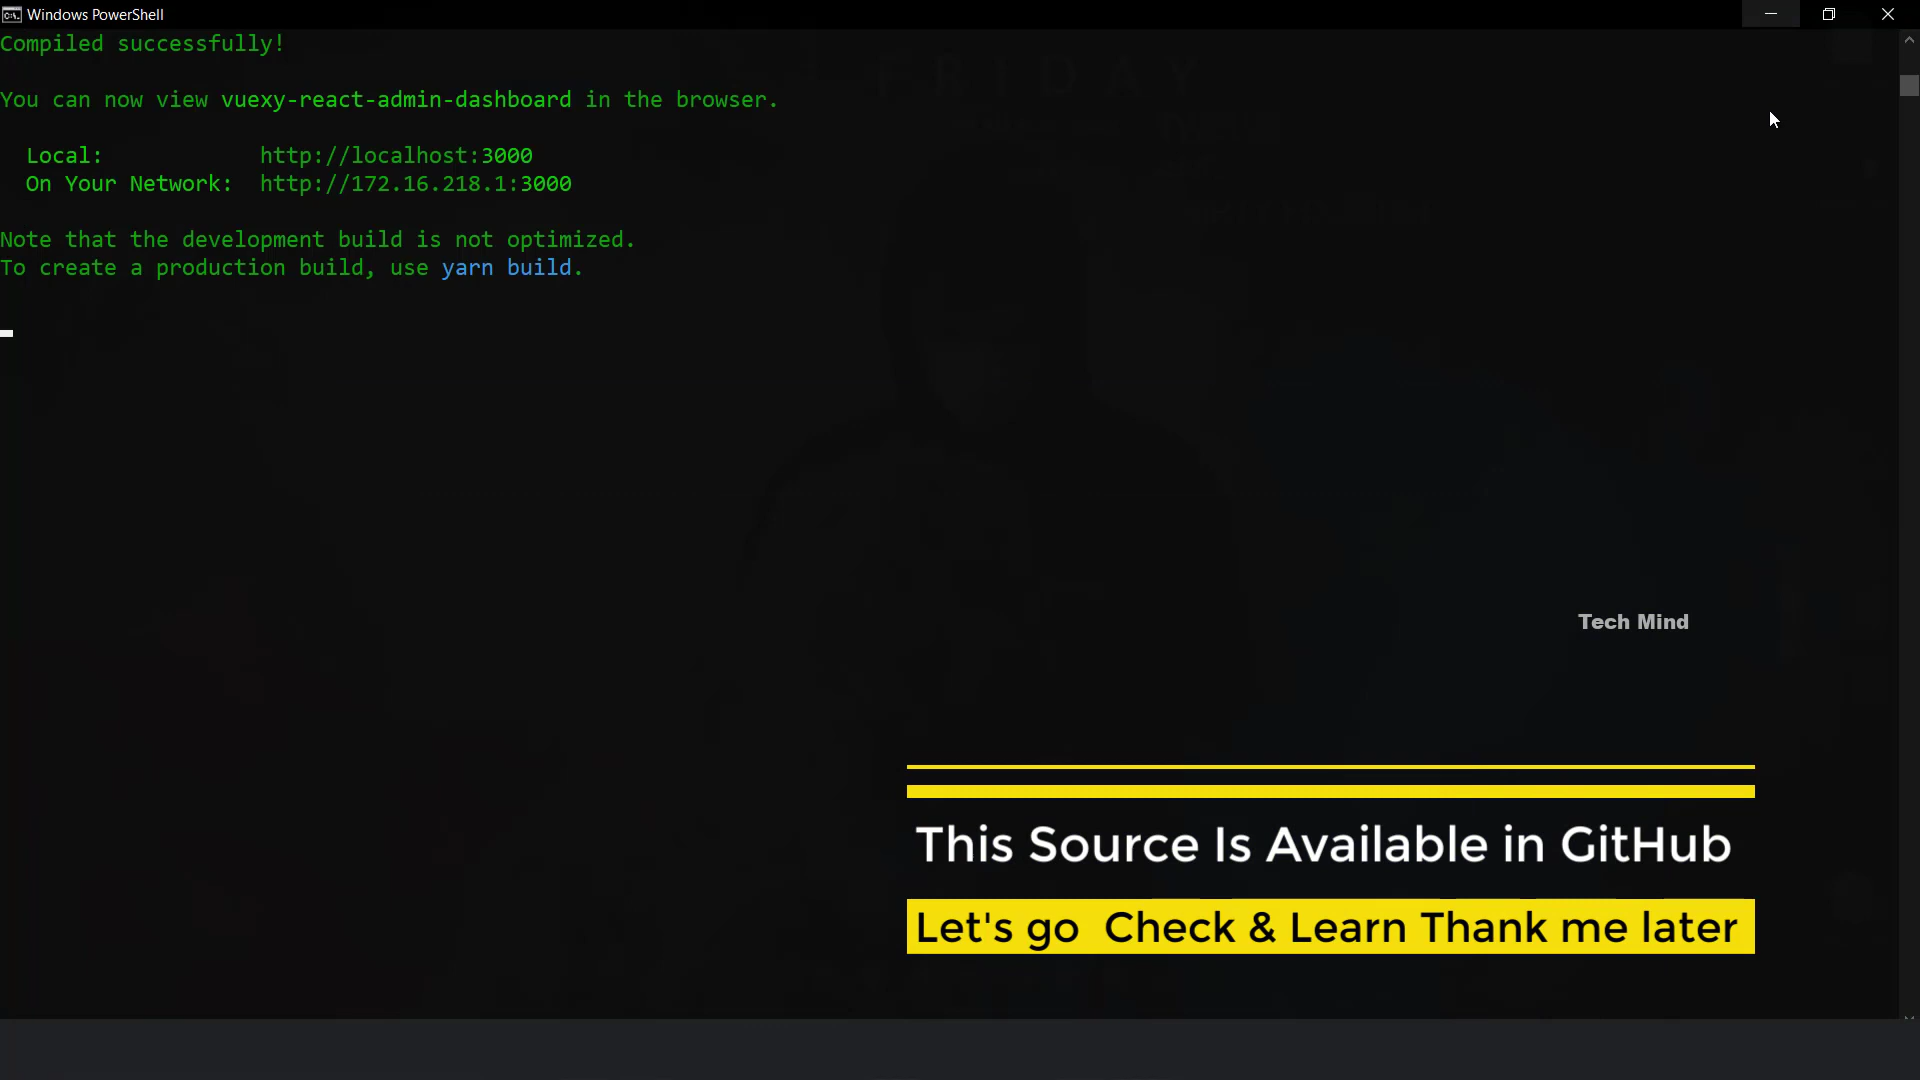 Windows PowerShell
Compiled successfully!
You can now view vuexy-react-admin-dashboard in the browser.
Local: http://localhost:3000
On Your Network: http://172.16.218.1:3000
Note that the development build is not optimized.
To create a production build, use yarn build.
FRIDAY
Tech Mind
This Source Is Available in GitHub
Let's go Check & Learn Thank me later